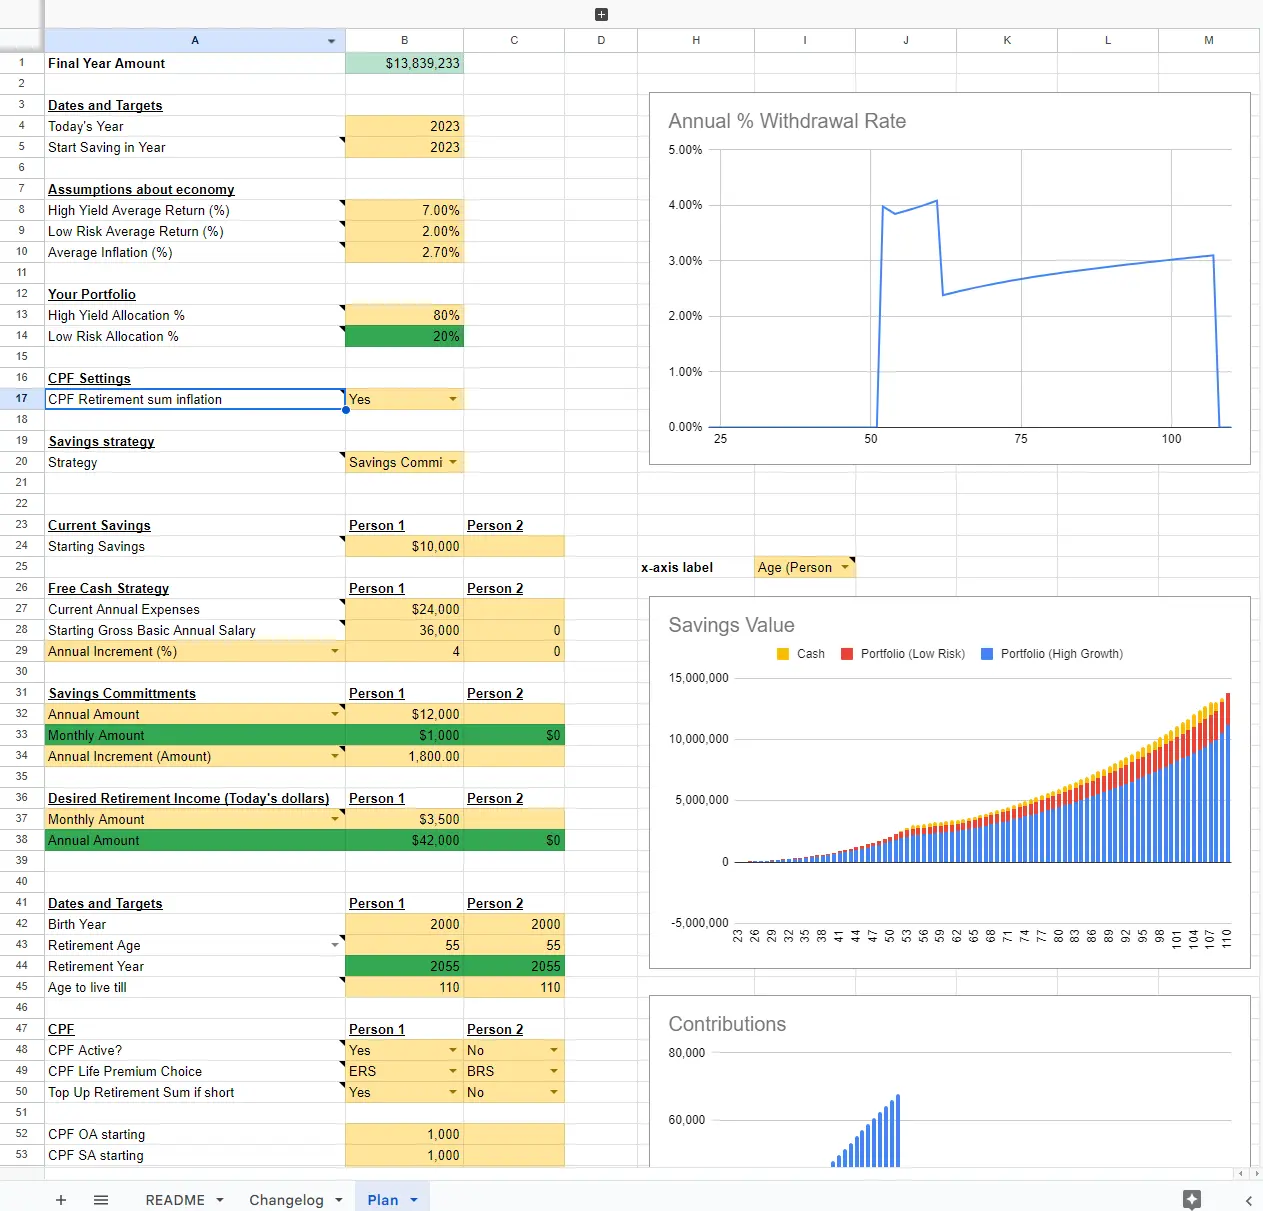 A B C D H I J K L M
1 Final Year Amount $13,839,233
2
3 Dates and Targets
4 Today's Year 2023
5 Start Saving in Year 2023
6
7 Assumptions about economy
8 High Yield Average Return (%) 7.00%
9 Low Risk Average Return (%) 2.00%
10 Average Inflation (%) 2.70%
11
12 Your Portfolio
13 High Yield Allocation % 80%
14 Low Risk Allocation % 20%
15
16 CPF Settings
17 CPF Retirement sum inflation Yes
18
19 Savings strategy
20 Strategy Savings Commi
21
22
23 Current Savings Person 1 Person 2
24 Starting Savings $10,000
25
26 Free Cash Strategy Person 1 Person 2
27 Current Annual Expenses $24,000
28 Starting Gross Basic Annual Salary 36,000 0
29 Annual Increment (%) 4 0
30
31 Savings Committments Person 1 Person 2
32 Annual Amount $12,000
33 Monthly Amount $1,000 $0
34 Annual Increment (Amount) 1,800.00
35
36 Desired Retirement Income (Today's dollars) Person 1 Person 2
37 Monthly Amount $3,500
38 Annual Amount $42,000 $0
39
40
41 Dates and Targets Person 1 Person 2
42 Birth Year 2000 2000
43 Retirement Age 55 55
44 Retirement Year 2055 2055
45 Age to live till 110 110
46
47 CPF Person 1 Person 2
48 CPF Active? Yes No
49 CPF Life Premium Choice ERS BRS
50 Top Up Retirement Sum if short Yes No
51
52 CPF OA starting 1,000
53 CPF SA starting 1,000
Annual % Withdrawal Rate
5.00%
4.00%
3.00%
2.00%
1.00%
0.00%
25 50 75 100
x-axis label Age (Person
Savings Value
Cash Portfolio (Low Risk) Portfolio (High Growth)
15,000,000
10,000,000
5,000,000
0
-5,000,000
23 26 29 32 35 38 41 44 47 50 53 56 59 62 65 68 71 74 77 80 83 86 89 92 95 98 101 104 107 110
Contributions
80,000
60,000
README Changelog Plan